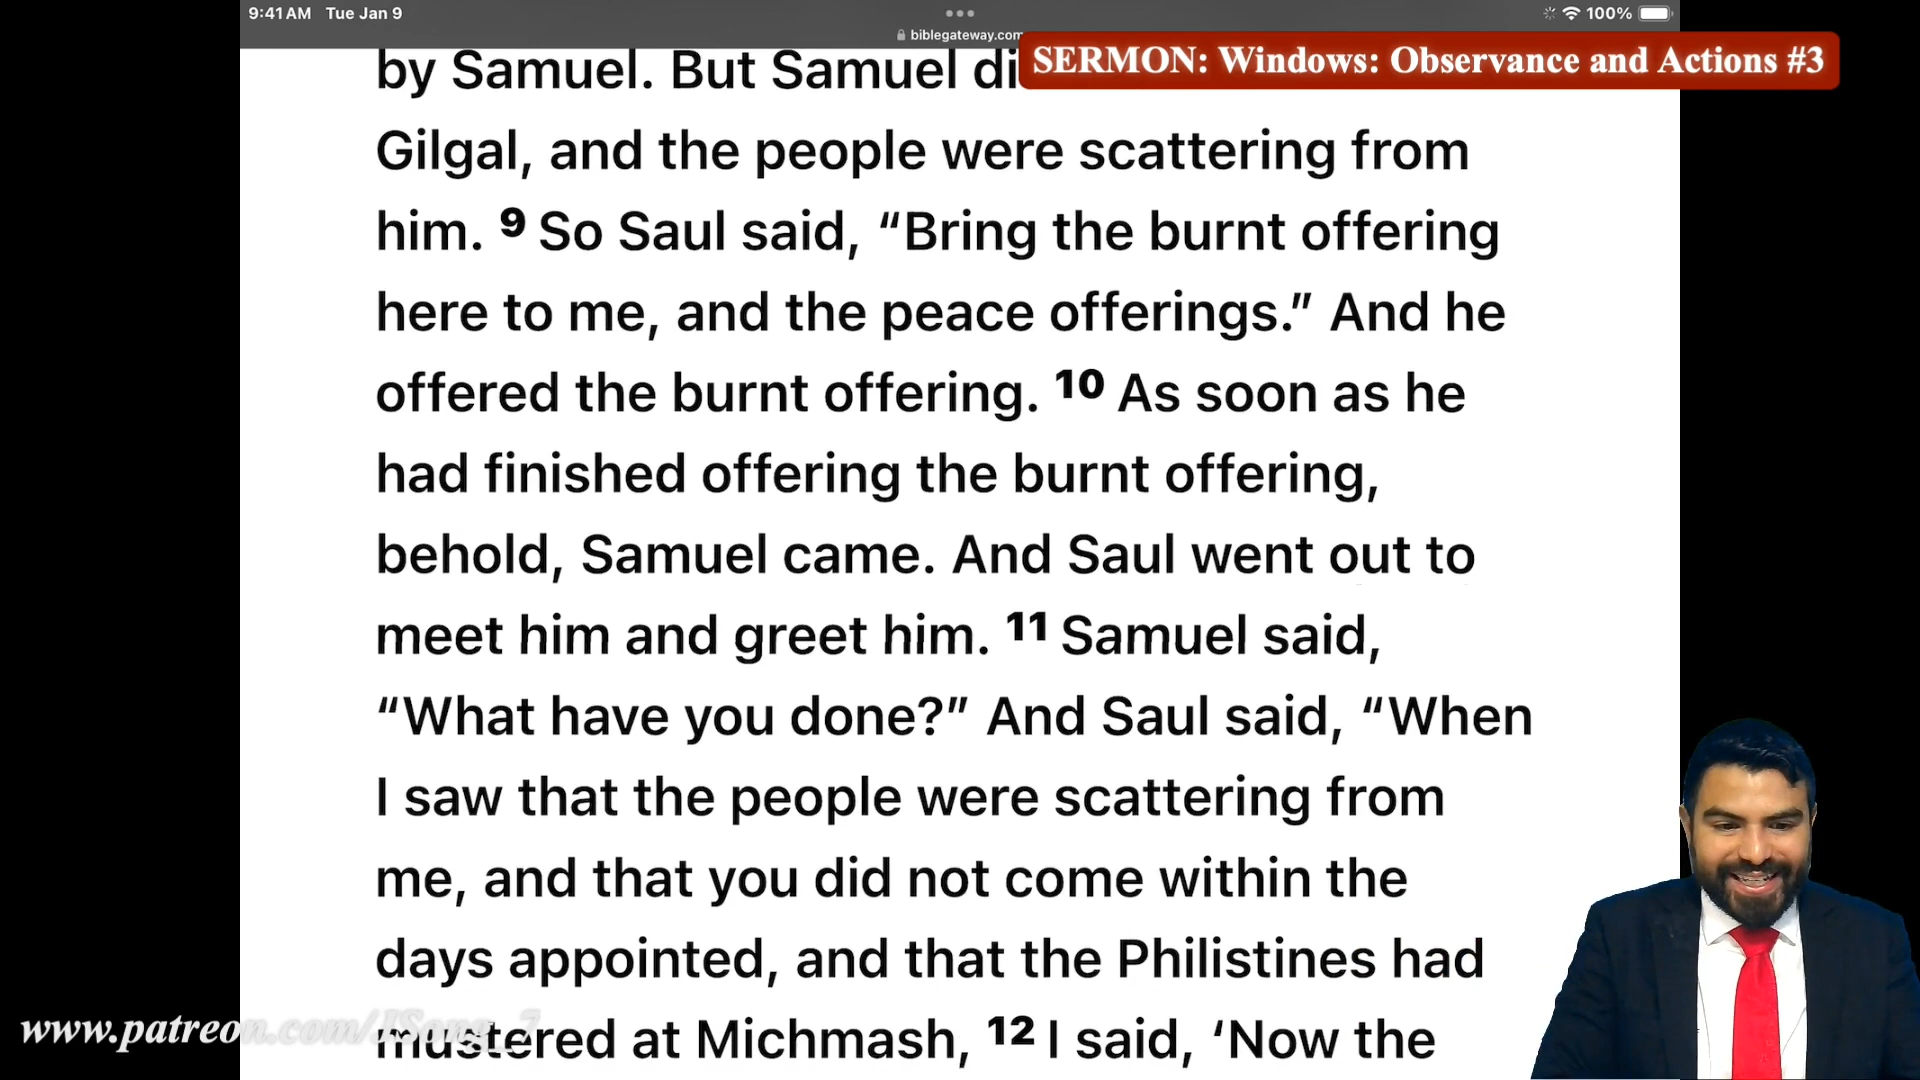 9:41 AM Tue Jan 9
100%
biblegateway.com
SERMON: Windows: Observance and Actions #3
by Samuel. But Samuel di
Gilgal, and the people were scattering from
him. 9 So Saul said, “Bring the burnt offering
here to me, and the peace offerings.” And he
offered the burnt offering. 10 As soon as he
had finished offering the burnt offering,
behold, Samuel came. And Saul went out to
meet him and greet him. 11 Samuel said,
“What have you done?” And Saul said, “When
I saw that the people were scattering from
me, and that you did not come within the
days appointed, and that the Philistines had
mustered at Michmash, 12 I said, ‘Now the
www.patreon.com/JSong_7